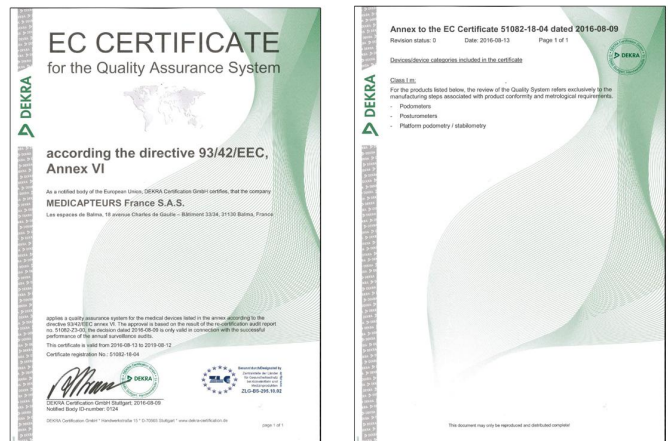 EC CERTIFICATE
for the Quality Assurance System
DEKRA
according the directive 93/42/EEC,
Annex VI
As a notified body of the European Union, DEKRA Certification GmbH certifies, that the company
MEDICAPTEURS France S.A.S.
Les espaces de Balma, 18 avenue Charles de Gaulle – Bâtiment 33/34, 31130 Balma, France
applies a quality assurance system for the medical devices listed in the annex according to the
directive 93/42/EEC annex VI. The approval is based on the result of the re-certification audit report
no. 51082-Z3-00, the decision dated 2016-08-09 is only valid in connection with the successful
performance of the annual surveillance audits.
This certificate is valid from 2016-08-13 to 2019-08-12
Certificate registration No.: 51082-18-04
DEKRA
ZLG
ZLG-BS-295.10.02
DEKRA Certification GmbH Stuttgart, 2016-08-09
Notified Body ID-number: 0124
DEKRA Certification GmbH * Handwerkstraße 15 * D-70565 Stuttgart * www.dekra-certification.de
page 1 of 1
Annex to the EC Certificate 51082-18-04 dated 2016-08-09
Revision status: 0 Date: 2016-08-13 Page 1 of 1
Devices/device categories included in the certificate
DEKRA
DEKRA
Class I m:
For the products listed below, the review of the Quality System refers exclusively to the
manufacturing steps associated with product conformity and metrological requirements.
- Podometers
- Posturometers
- Platform podometry / stabilometry
This document may only be reproduced and distributed complete!